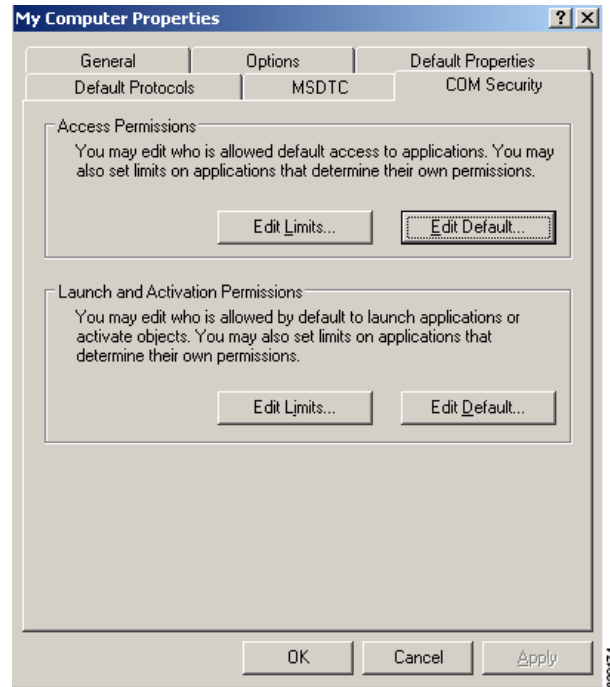 My Computer Properties
General
Options
Default Properties
Default Protocols
MSDTC
COM Security
Access Permissions
You may edit who is allowed default access to applications. You may
also set limits on applications that determine their own permissions.
Edit Limits...
Edit Default...
Launch and Activation Permissions
You may edit who is allowed by default to launch applications or
activate objects. You may also set limits on applications that
determine their own permissions.
Edit Limits...
Edit Default...
OK
Cancel
Apply